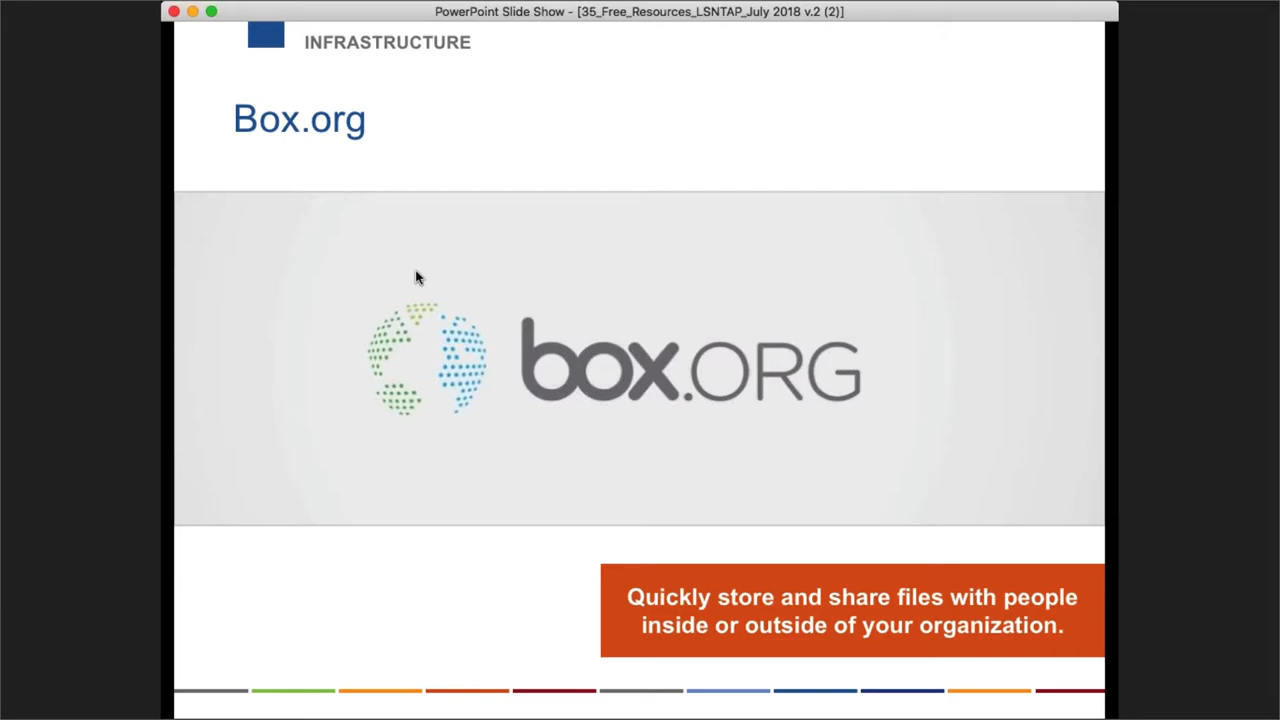 PowerPoint Slide Show - [35_Free_Resources_LSNTAP_July 2018 v.2 (2)]
INFRASTRUCTURE
Box.org
box.ORG
Quickly store and share files with people
inside or outside of your organization.